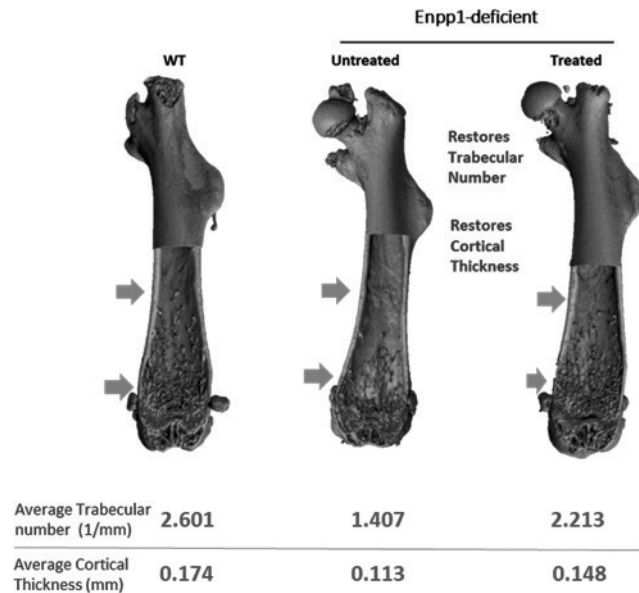 Enpp1-deficient
WT
Untreated
Treated
Restores
Trabecular
Number
Restores
Cortical
Thickness
Average Trabecular
number (1/mm)
2.601
1.407
2.213
Average Cortical
Thickness (mm)
0.174
0.113
0.148